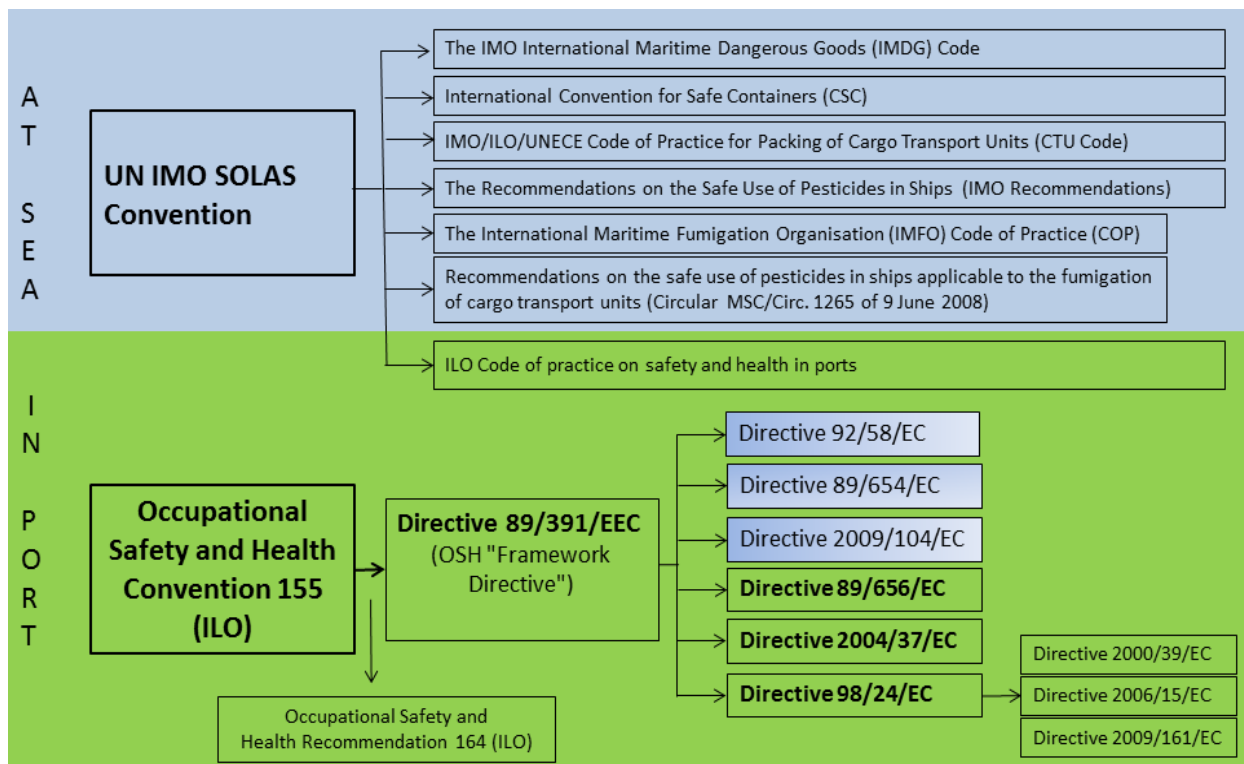 AT SEA
The IMO International Maritime Dangerous Goods (IMDG) Code
International Convention for Safe Containers (CSC)
IMO/ILO/UNECE Code of Practice for Packing of Cargo Transport Units (CTU Code)
UN IMO SOLAS
Convention
The Recommendations on the Safe Use of Pesticides in Ships (IMO Recommendations)
The International Maritime Fumigation Organisation (IMFO) Code of Practice (COP)
Recommendations on the safe use of pesticides in ships applicable to the fumigation
of cargo transport units (Circular MSC/Circ. 1265 of 9 June 2008)
IN PORT
ILO Code of practice on safety and health in ports
Occupational
Safety and Health
Convention 155
(ILO)
Directive 89/391/EEC
(OSH "Framework
Directive")
Directive 92/58/EC
Directive 89/654/EC
Directive 2009/104/EC
Directive 89/656/EC
Directive 2004/37/EC
Directive 98/24/EC
Directive 2000/39/EC
Directive 2006/15/EC
Directive 2009/161/EC
Occupational Safety and
Health Recommendation 164 (ILO)